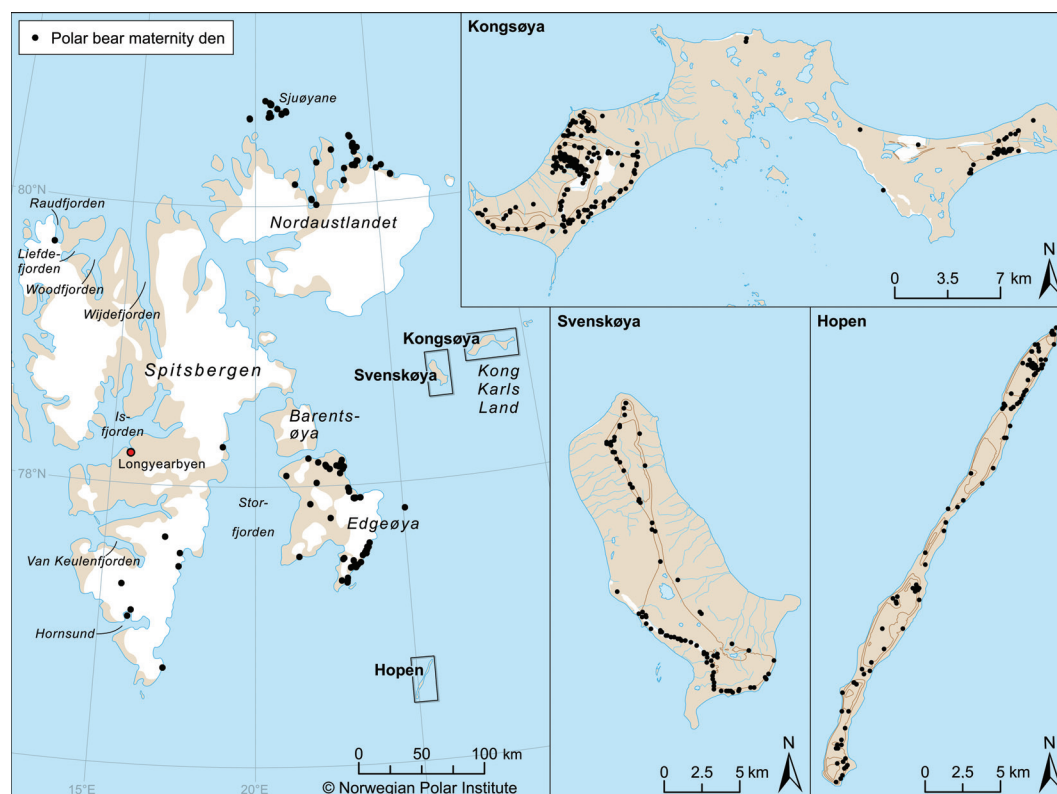 Polar bear maternity den
Sjuøyane
80°N
Raudfjorden
Nordaustlandet
Liefde-
fjorden
Woodfjorden
Wijdefjorden
Kongsøya
Svenskøya
Kong
Karls
Land
Spitsbergen
Barents-
øya
Is-
fjorden
Longyearbyen
78°N
Stor-
fjorden
Edgeøya
Van Keulenfjorden
Hornsund
Hopen
0 50 100 km
15°E
20°E
© Norwegian Polar Institute
Kongsøya
N
0 3.5 7 km
Svenskøya
N
0 2.5 5 km
Hopen
N
0 2.5 5 km